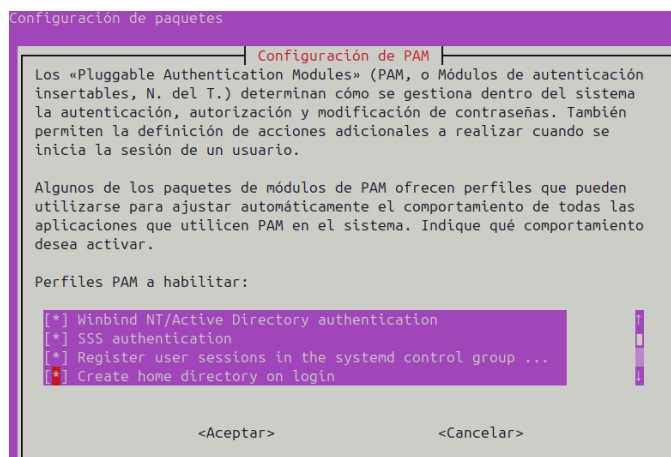 Configuración de paquetes
Configuración de PAM
Los «Pluggable Authentication Modules» (PAM, o Módulos de autenticación
insertables, N. del T.) determinan cómo se gestiona dentro del sistema
la autenticación, autorización y modificación de contraseñas. También
permiten la definición de acciones adicionales a realizar cuando se
inicia la sesión de un usuario.
Algunos de los paquetes de módulos de PAM ofrecen perfiles que pueden
utilizarse para ajustar automáticamente el comportamiento de todas las
aplicaciones que utilicen PAM en el sistema. Indique qué comportamiento
desea activar.
Perfiles PAM a habilitar:
[*] Winbind NT/Active Directory authentication
[*] SSS authentication
[*] Register user sessions in the systemd control group ...
[*] Create home directory on login
<Aceptar> <Cancelar>